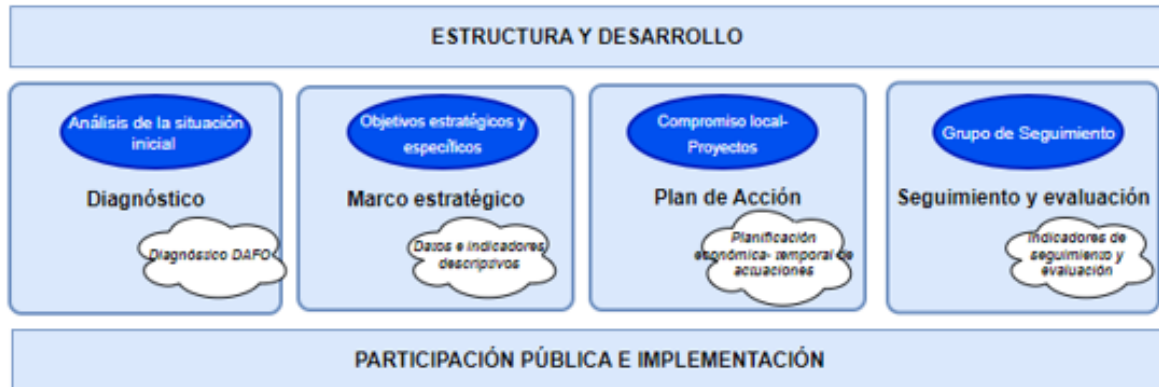 ESTRUCTURA Y DESARROLLO
Análisis de la situación
inicial
Diagnóstico
Diagnóstico DAFO
Objetivos estratégicos y
específicos
Marco estratégico
Datos e indicadores
descriptivos
Compromiso local-
Proyectos
Plan de Acción
Planificación
económica- temporal de
actuaciones
Grupo de Seguimiento
Seguimiento y evaluación
Indicadores de
seguimiento y
evaluación
PARTICIPACIÓN PÚBLICA E IMPLEMENTACIÓN